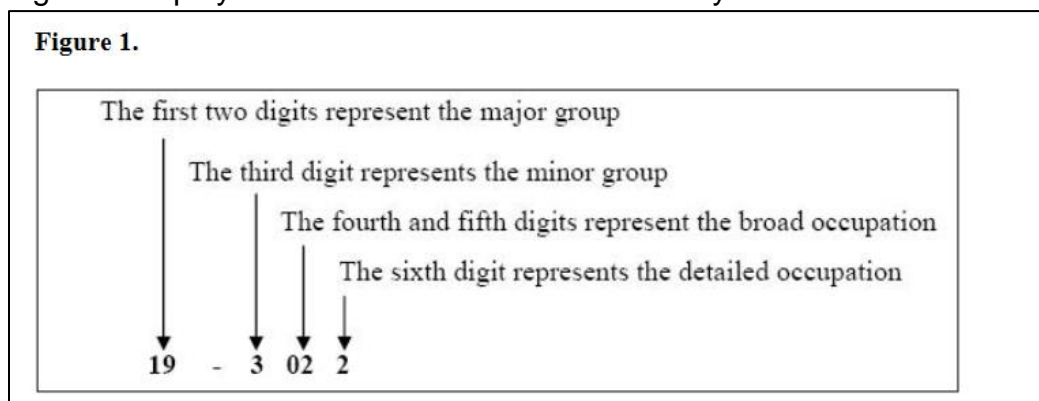 Figure 1.
The first two digits represent the major group
The third digit represents the minor group
The fourth and fifth digits represent the broad occupation
The sixth digit represents the detailed occupation
19 - 3 02 2